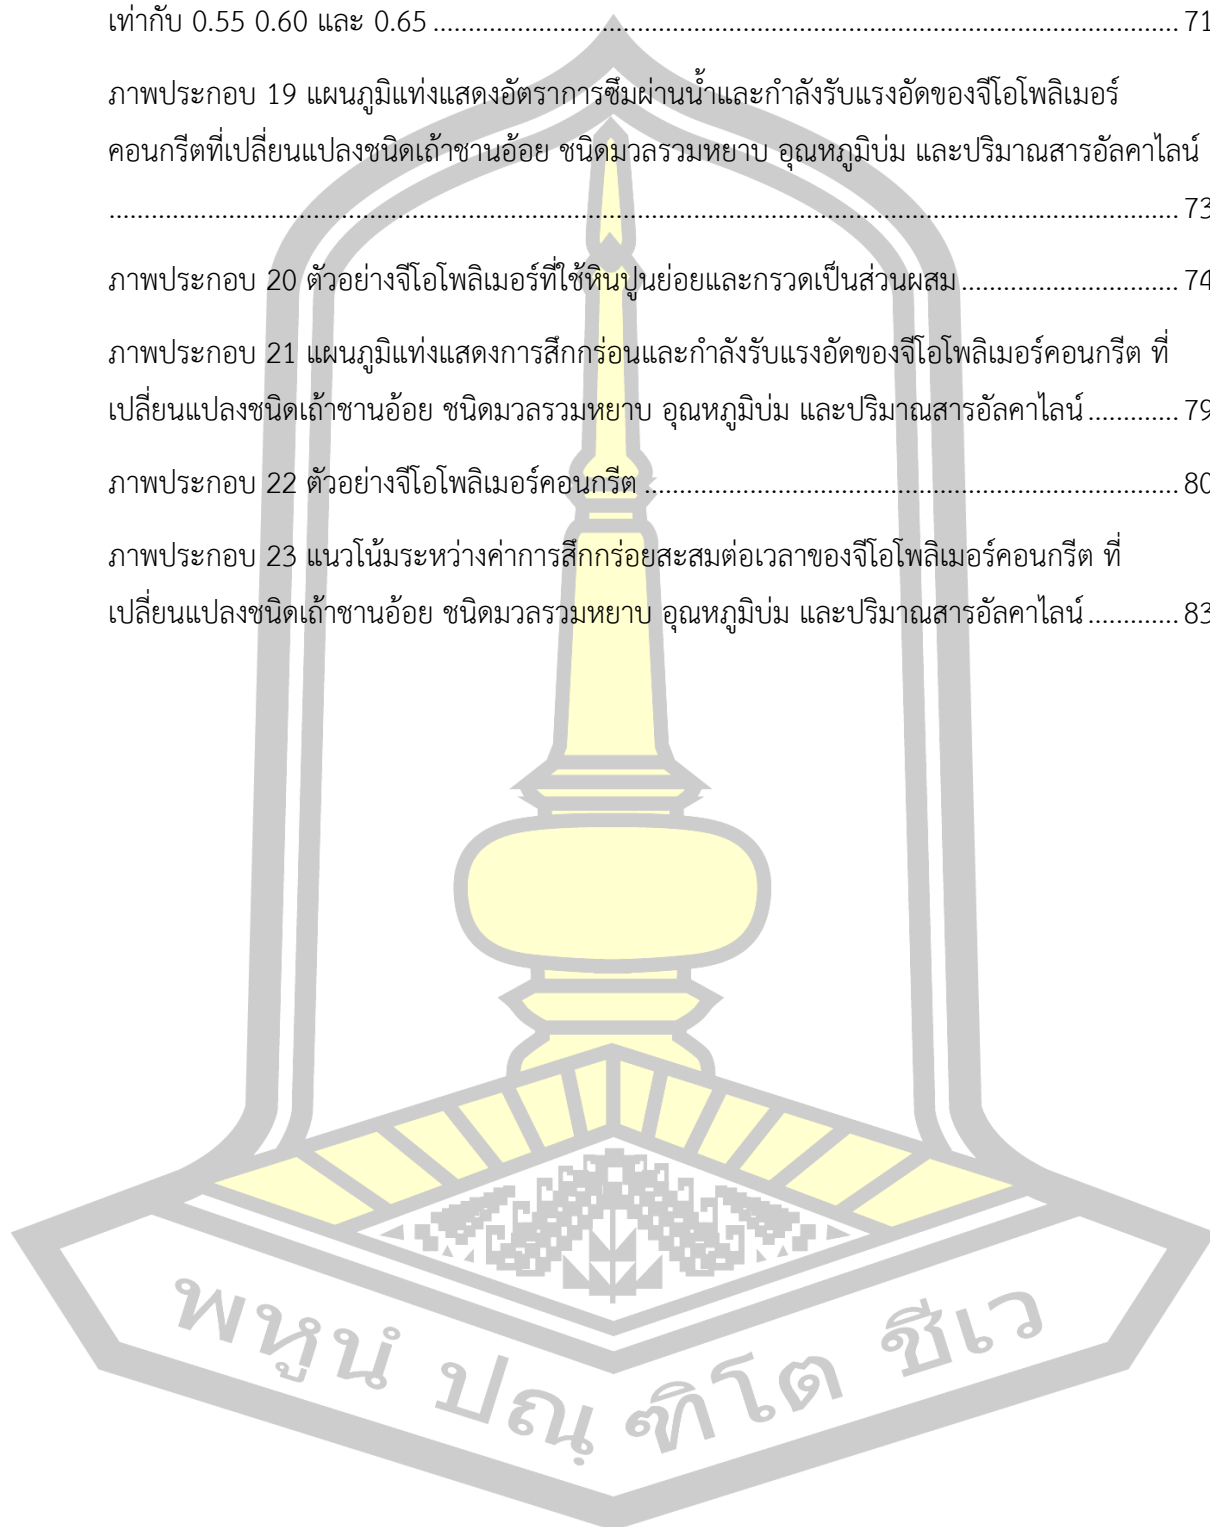 เท่ากับ 0.55 0.60 และ 0.65 .......................................................................................................... 71
ภาพประกอบ 19 แผนภูมิแท่งแสดงอัตราการซึมผ่านน้ำและกำลังรับแรงอัดของจีโอโพลิเมอร์
คอนกรีตที่เปลี่ยนแปลงชนิดเถ้าชานอ้อย ชนิดมวลรวมหยาบ อุณหภูมิบ่ม และปริมาณสารอัลคาไลน์
........................................................................................................................................................ 73
ภาพประกอบ 20 ตัวอย่างจีโอโพลิเมอร์ที่ใช้หินปูนย่อยและกรวดเป็นส่วนผสม ............................... 74
ภาพประกอบ 21 แผนภูมิแท่งแสดงการสึกกร่อนและกำลังรับแรงอัดของจีโอโพลิเมอร์คอนกรีต ที่
เปลี่ยนแปลงชนิดเถ้าชานอ้อย ชนิดมวลรวมหยาบ อุณหภูมิบ่ม และปริมาณสารอัลคาไลน์ ............. 79
ภาพประกอบ 22 ตัวอย่างจีโอโพลิเมอร์คอนกรีต ............................................................................ 80
ภาพประกอบ 23 แนวโน้มระหว่างค่าการสึกกร่อยสะสมต่อเวลาของจีโอโพลิเมอร์คอนกรีต ที่
เปลี่ยนแปลงชนิดเถ้าชานอ้อย ชนิดมวลรวมหยาบ อุณหภูมิบ่ม และปริมาณสารอัลคาไลน์ ............. 83
พหูนํ ปณฺ ฑิโต ชีเว